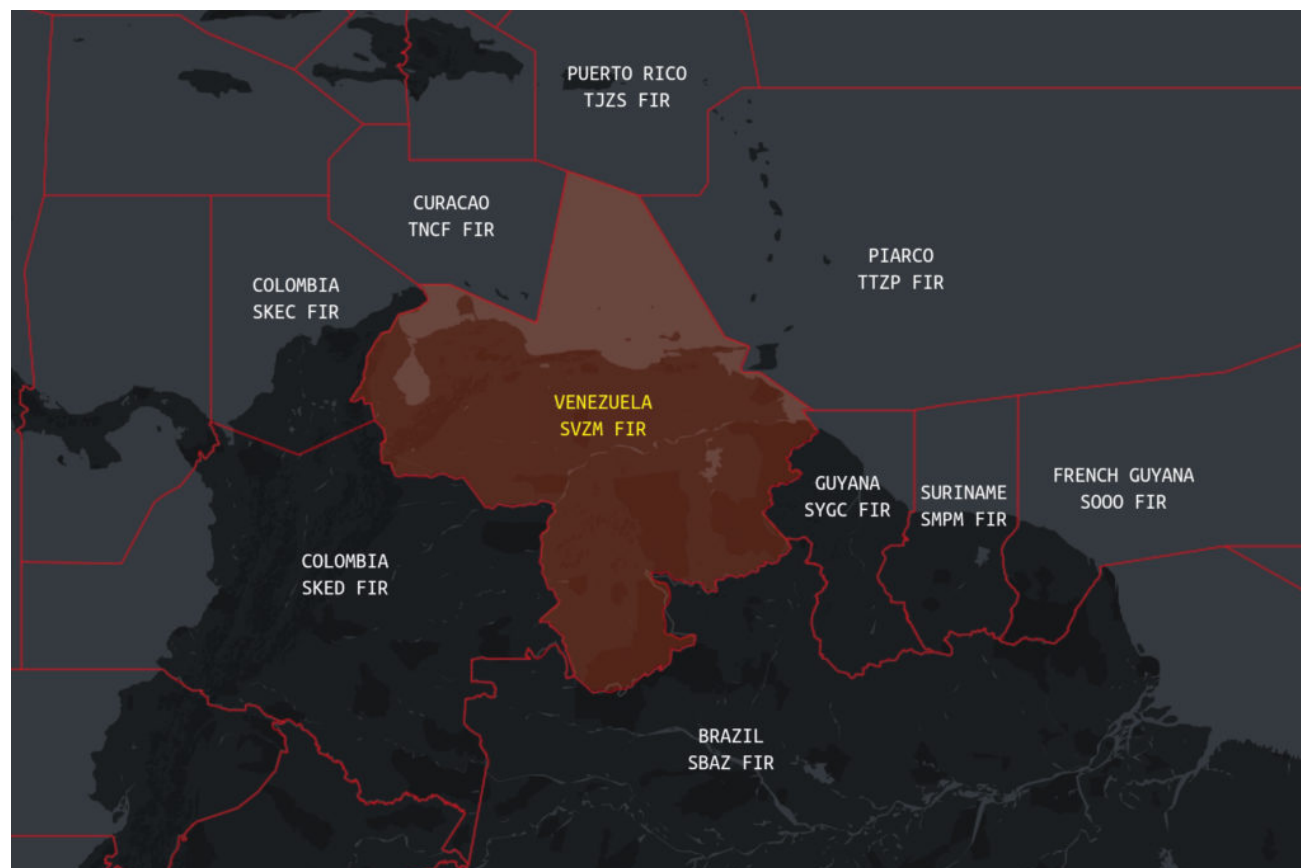 PUERTO RICO
TJZS FIR
CURACAO
TNCF FIR
PIARCO
TTZP FIR
COLOMBIA
SKEC FIR
VENEZUELA
SVZM FIR
GUYANA
SYGC FIR
SURINAME
SMPM FIR
FRENCH GUYANA
SOOO FIR
COLOMBIA
SKED FIR
BRAZIL
SBAZ FIR